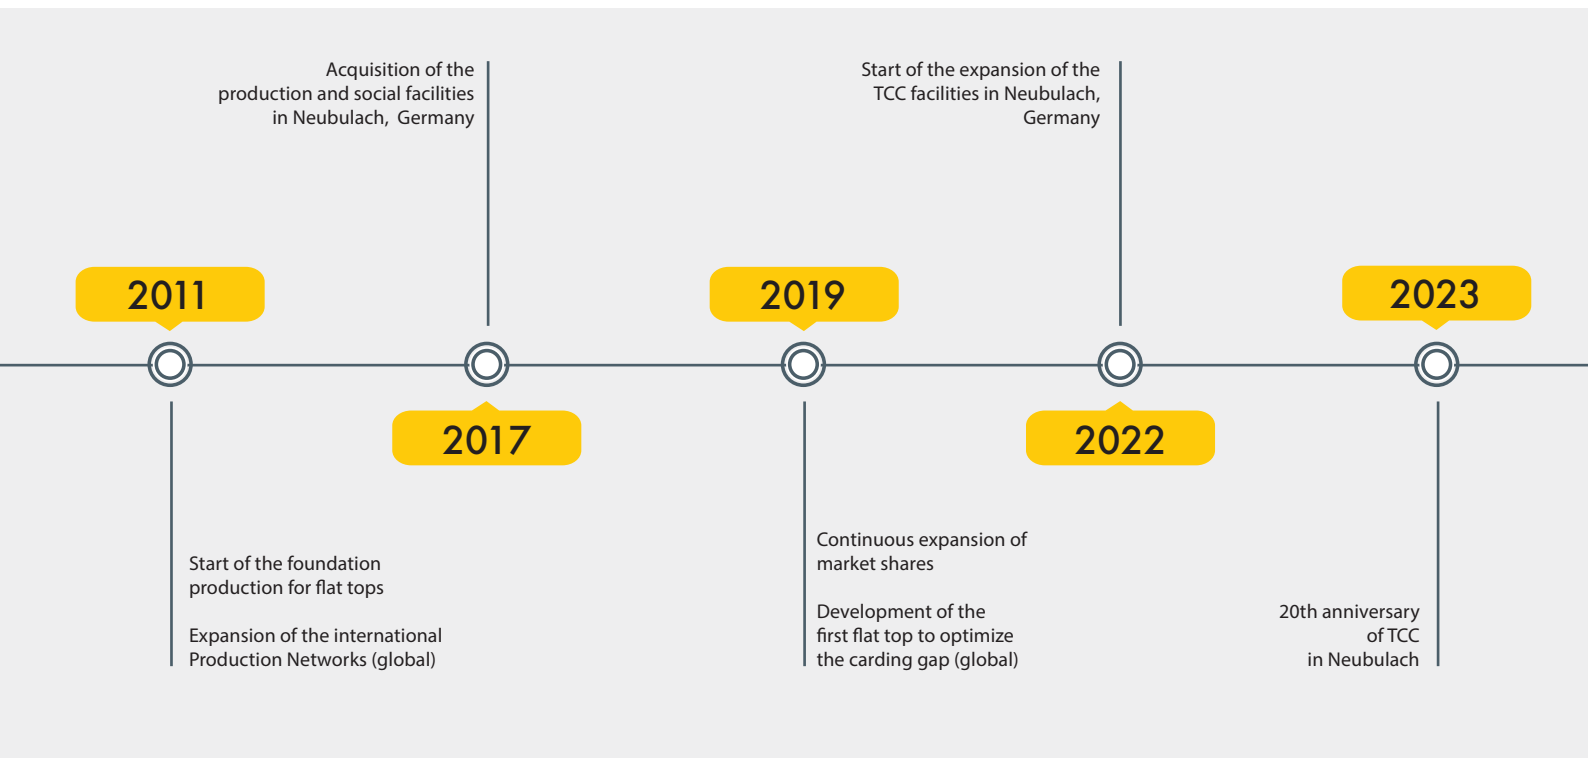 Acquisition of the
production and social facilities
in Neubulach, Germany
Start of the expansion of the
TCC facilities in Neubulach,
Germany
2011
2019
2023
2017
2022
Start of the foundation
production for flat tops
Expansion of the international
Production Networks (global)
Continuous expansion of
market shares
Development of the
first flat top to optimize
the carding gap (global)
20th anniversary
of TCC
in Neubulach